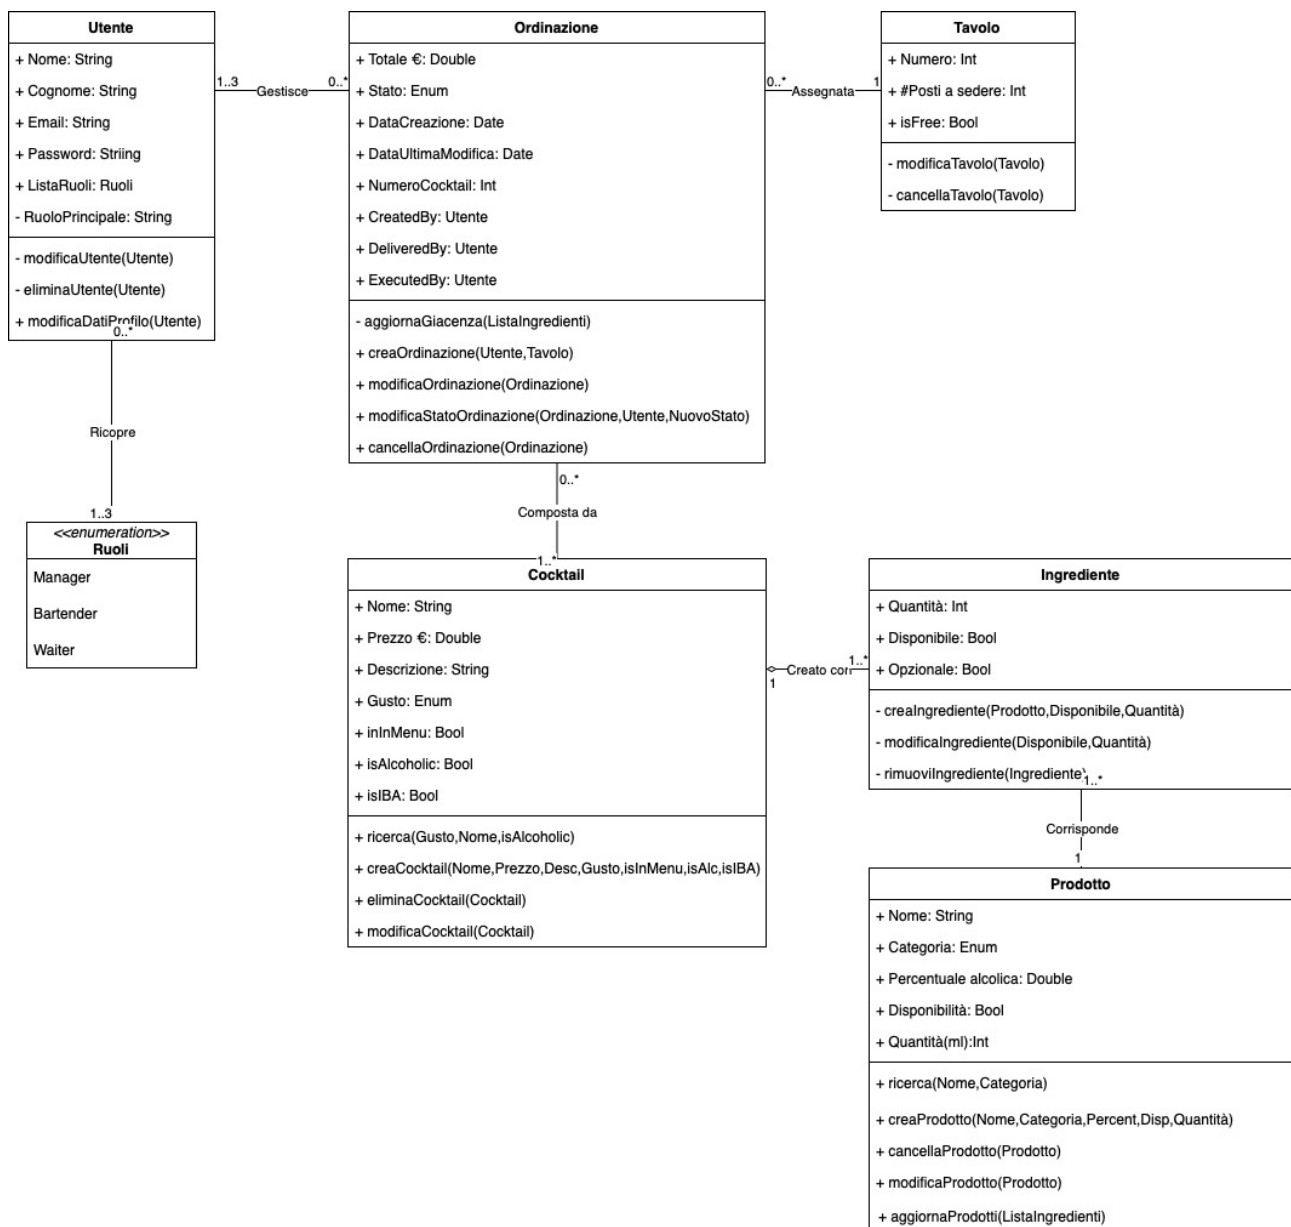 Utente
+ Nome: String
+ Cognome: String
+ Email: String
+ Password: Striing
+ ListaRuoli: Ruoli
- RuoloPrincipale: String
- modificaUtente(Utente)
- eliminaUtente(Utente)
+ modificaDatiProfilo(Utente)
1..3
Gestisce
0..*
Ordinazione
+ Totale €: Double
+ Stato: Enum
+ DataCreazione: Date
+ DataUltimaModifica: Date
+ NumeroCocktail: Int
+ CreatedBy: Utente
+ DeliveredBy: Utente
+ ExecutedBy: Utente
- aggiornaGiacenza(ListaIngredienti)
+ creaOrdinazione(Utente,Tavolo)
+ modificaOrdinazione(Ordinazione)
+ modificaStatoOrdinazione(Ordinazione,Utente,NuovoStato)
+ cancellaOrdinazione(Ordinazione)
0..*
Assegnata
1
Tavolo
+ Numero: Int
+ #Posti a sedere: Int
+ isFree: Bool
- modificaTavolo(Tavolo)
- cancellaTavolo(Tavolo)
0..*
Ricopre
1..3
<<enumeration>>
Ruoli
Manager
Bartender
Waiter
0..*
Composta da
1..*
Cocktail
+ Nome: String
+ Prezzo €: Double
+ Descrizione: String
+ Gusto: Enum
+ inInMenu: Bool
+ isAlcoholic: Bool
+ isIBA: Bool
+ ricerca(Gusto,Nome,isAlcoholic)
+ creaCocktail(Nome,Prezzo,Desc,Gusto,isInMenu,isAlc,isIBA)
+ eliminaCocktail(Cocktail)
+ modificaCocktail(Cocktail)
1
Creato con
1..*
Ingrediente
+ Quantità: Int
+ Disponibile: Bool
+ Opzionale: Bool
- creaIngrediente(Prodotto,Disponibile,Quantità)
- modificaIngrediente(Disponibile,Quantità)
- rimuoviIngrediente(Ingrediente)
1..*
Corrisponde
1
Prodotto
+ Nome: String
+ Categoria: Enum
+ Percentuale alcolica: Double
+ Disponibilità: Bool
+ Quantità(ml):Int
+ ricerca(Nome,Categoria)
+ creaProdotto(Nome,Categoria,Percent,Disp,Quantità)
+ cancellaProdotto(Prodotto)
+ modificaProdotto(Prodotto)
+ aggiornaProdotti(ListaIngredienti)